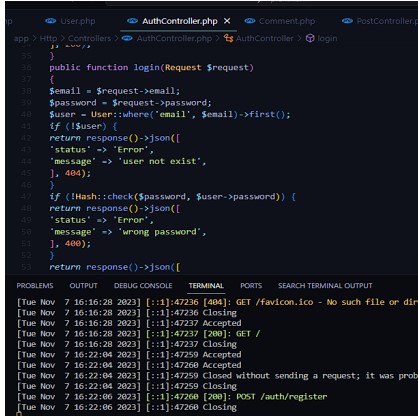 User.php AuthController.php X Comment.php PostController.p
app > Http > Controllers > AuthController.php > AuthController > login
35 }
36 public function login(Request $request)
37 {
38 $email = $request->email;
39 $password = $request->password;
40 $user = User::where('email', $email)->first();
41 if (!$user) {
42 return response()->json([
43 'status' => 'Error',
44 'message' => 'user not exist',
45 ], 404);
46 }
47 if (!Hash::check($password, $user->password)) {
48 return response()->json([
49 'status' => 'Error',
50 'message' => 'wrong password',
51 ], 400);
52 }
53 return response()->json([
PROBLEMS OUTPUT DEBUG CONSOLE TERMINAL PORTS SEARCH TERMINAL OUTPUT
[Tue Nov 7 16:16:28 2023] [::1]:47236 [404]: GET /favicon.ico - No such file or dir
[Tue Nov 7 16:16:28 2023] [::1]:47236 Closing
[Tue Nov 7 16:16:28 2023] [::1]:47237 Accepted
[Tue Nov 7 16:16:28 2023] [::1]:47237 [200]: GET /
[Tue Nov 7 16:16:28 2023] [::1]:47237 Closing
[Tue Nov 7 16:22:04 2023] [::1]:47259 Accepted
[Tue Nov 7 16:22:04 2023] [::1]:47260 Accepted
[Tue Nov 7 16:22:04 2023] [::1]:47259 Closed without sending a request; it was prob
[Tue Nov 7 16:22:04 2023] [::1]:47259 Closing
[Tue Nov 7 16:22:06 2023] [::1]:47260 [200]: POST /auth/register
[Tue Nov 7 16:22:06 2023] [::1]:47260 Closing